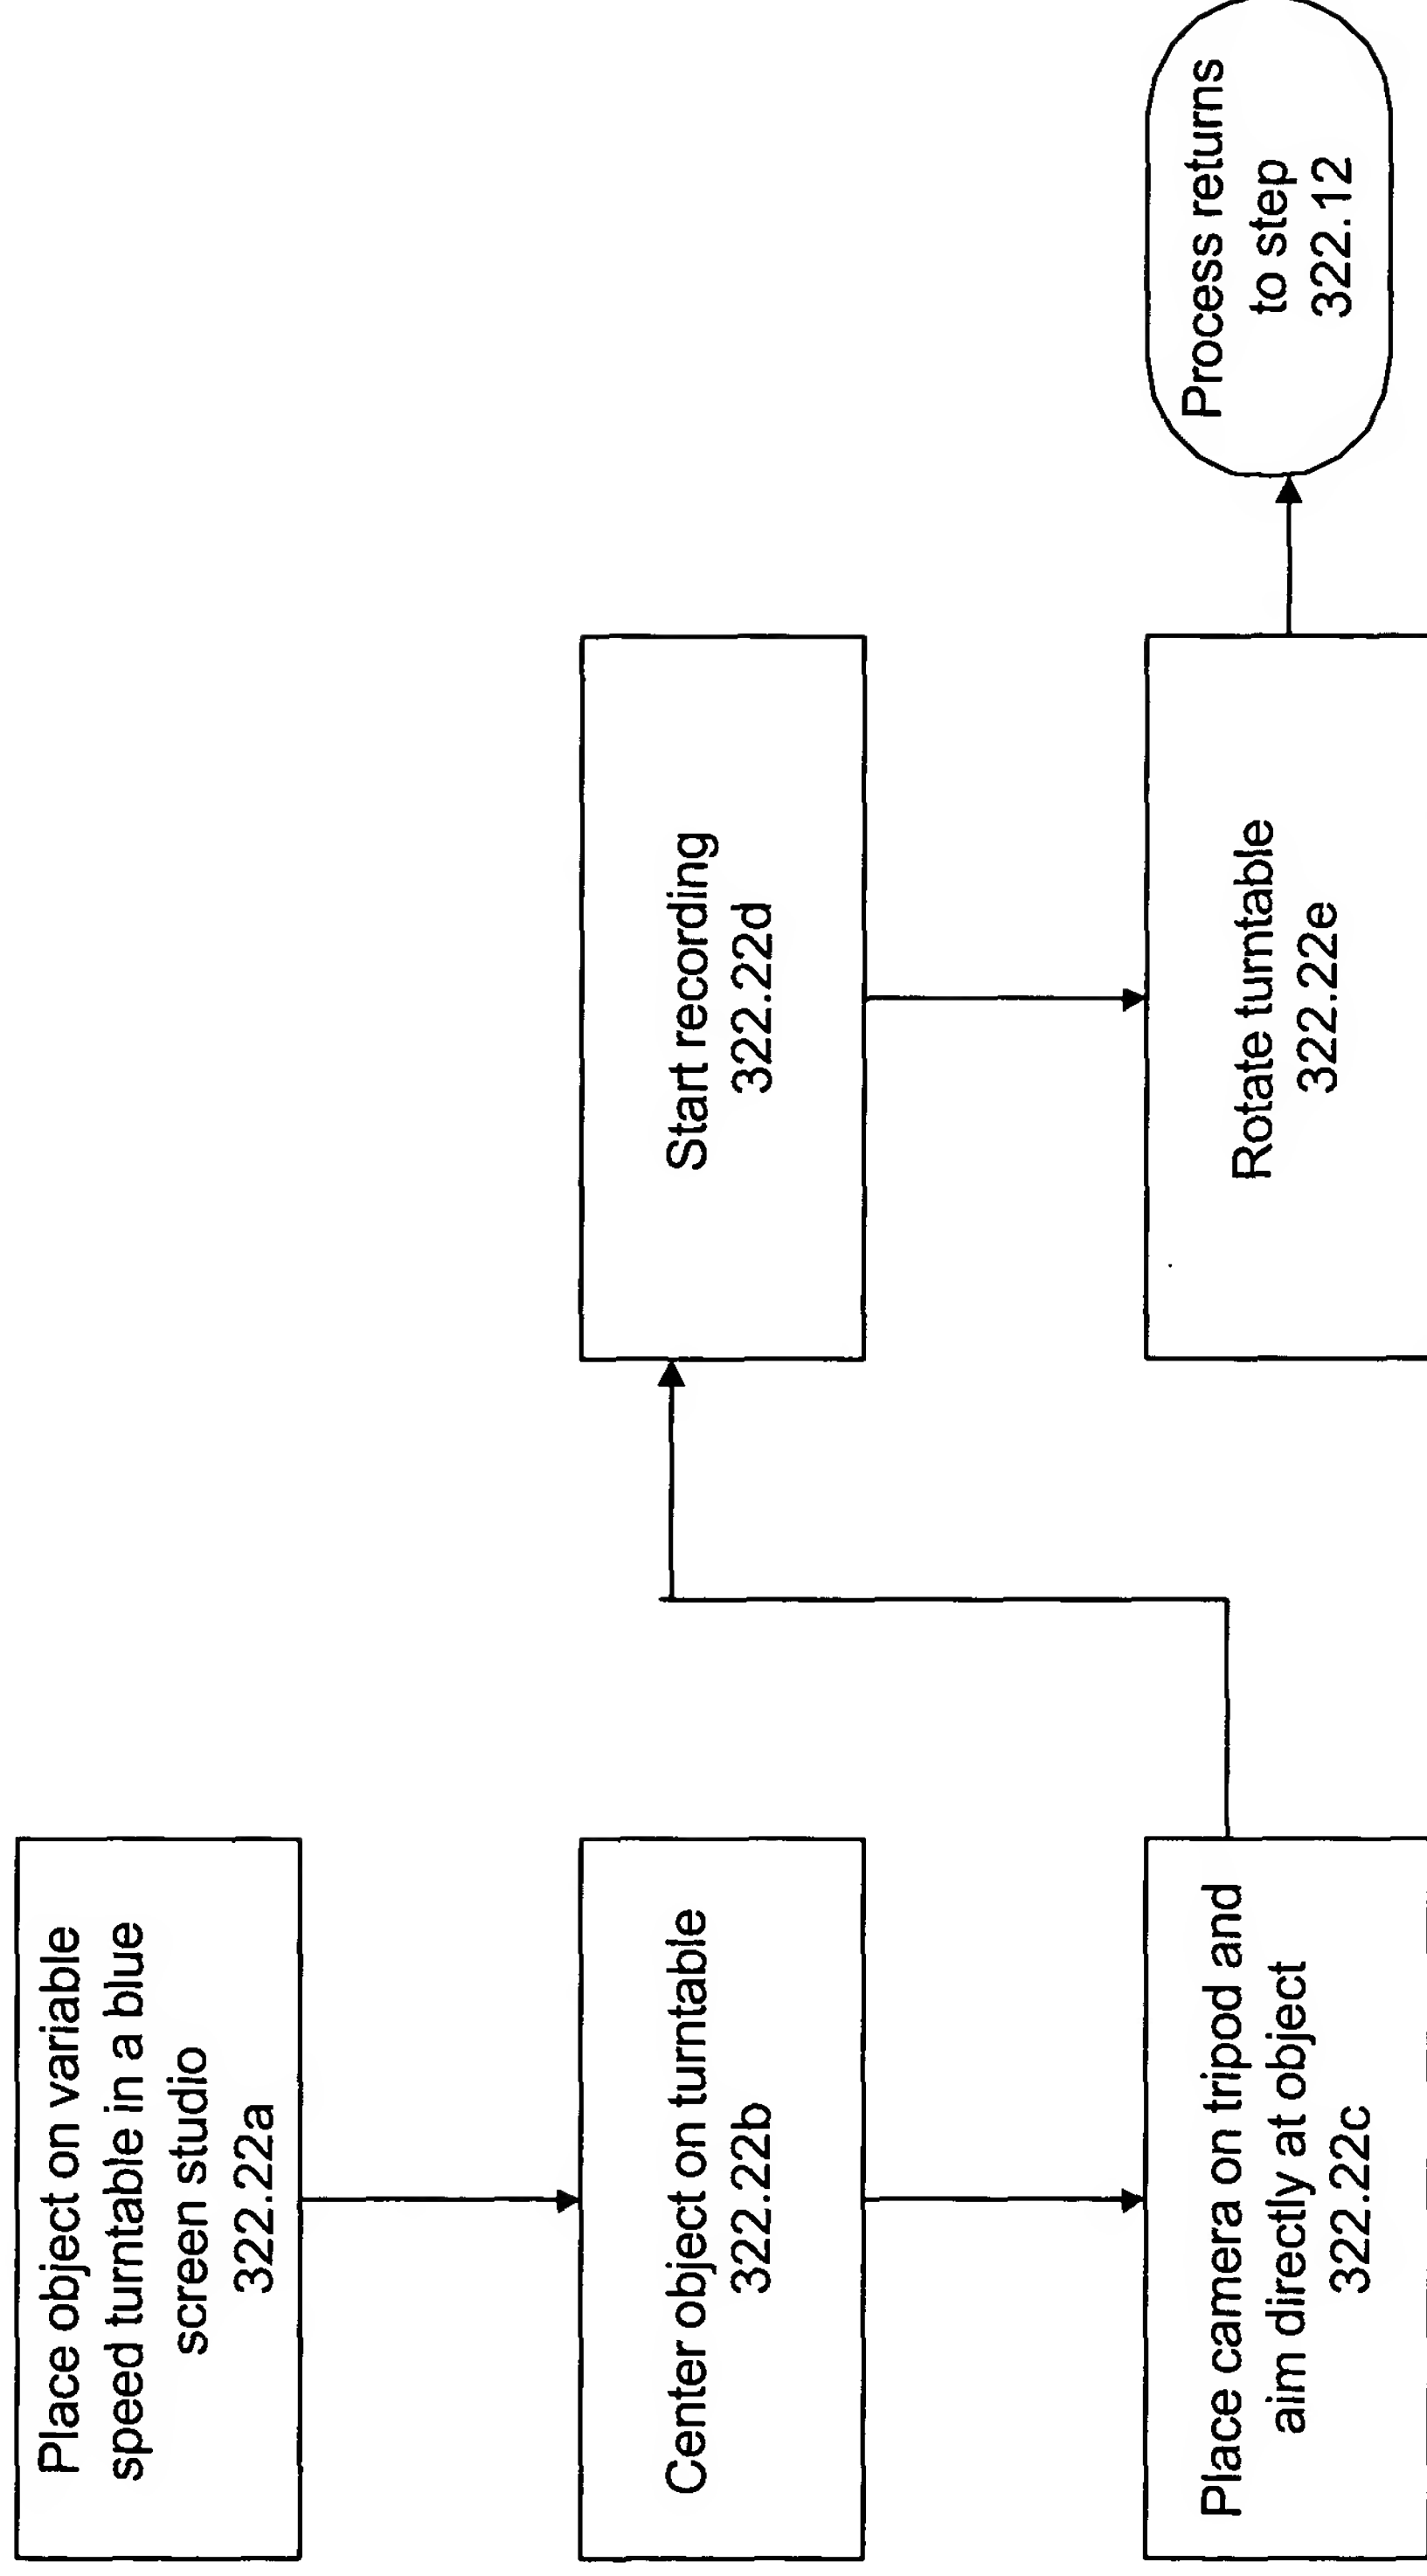 Place object on variable
speed turntable in a blue
screen studio
322.22a
Center object on turntable
322.22b
Place camera on tripod and
aim directly at object
322.22c
Start recording
322.22d
Rotate turntable
322.22e
Process returns
to step
322.12